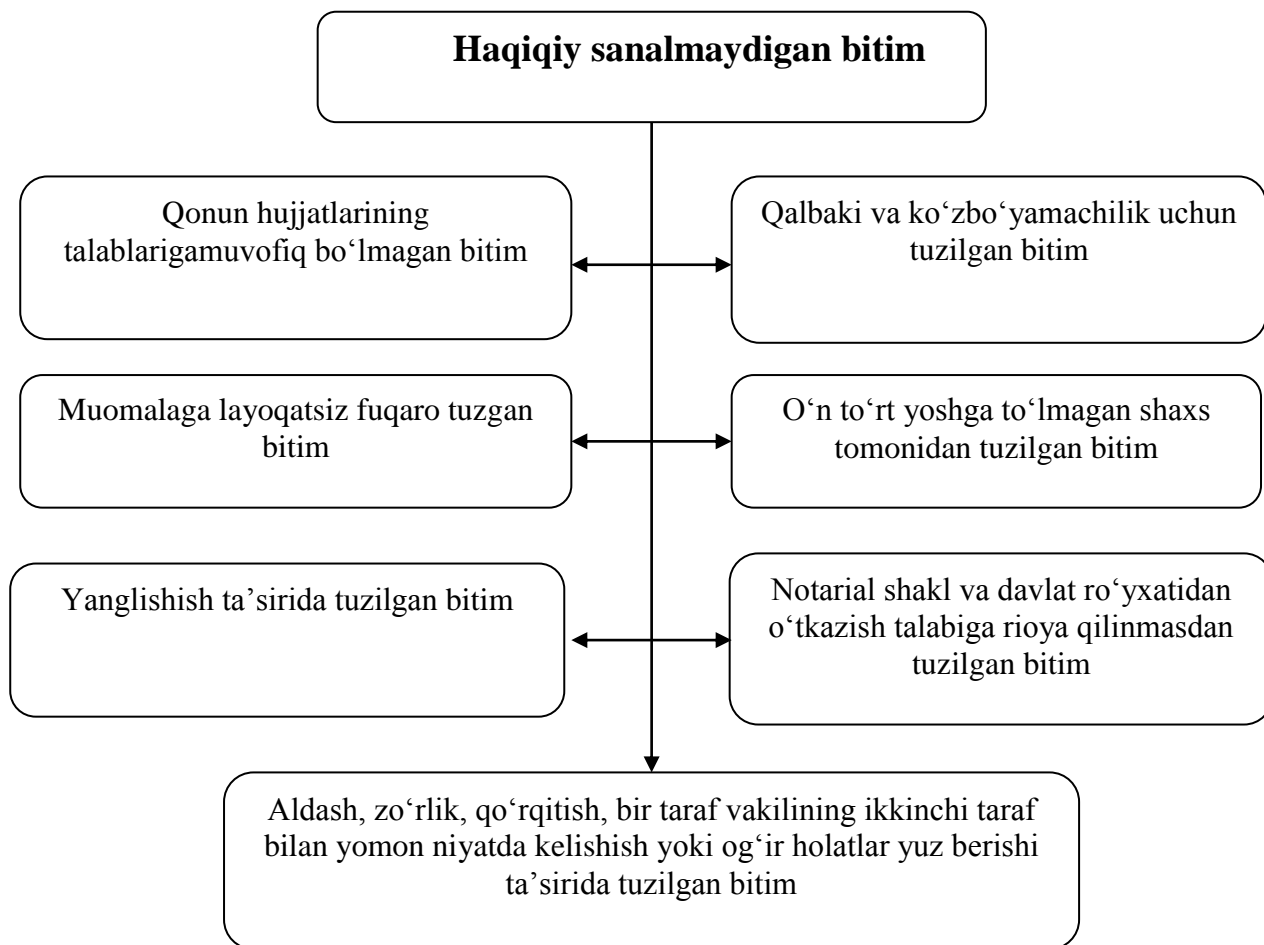 Haqiqiy sanalmaydigan bitim
Qonun hujjatlarining
talablarigamuvofiq bo‘lmagan bitim
Qalbaki va ko‘zbo‘yamachilik uchun
tuzilgan bitim
Muomalaga layoqatsiz fuqaro tuzgan
bitim
O‘n to‘rt yoshga to‘lmagan shaxs
tomonidan tuzilgan bitim
Yanglishish ta’sirida tuzilgan bitim
Notarial shakl va davlat ro‘yxatidan
o‘tkazish talabiga rioya qilinmasdan
tuzilgan bitim
Aldash, zo‘rlik, qo‘rqitish, bir taraf vakilining ikkinchi taraf
bilan yomon niyatda kelishish yoki og‘ir holatlar yuz berishi
ta’sirida tuzilgan bitim